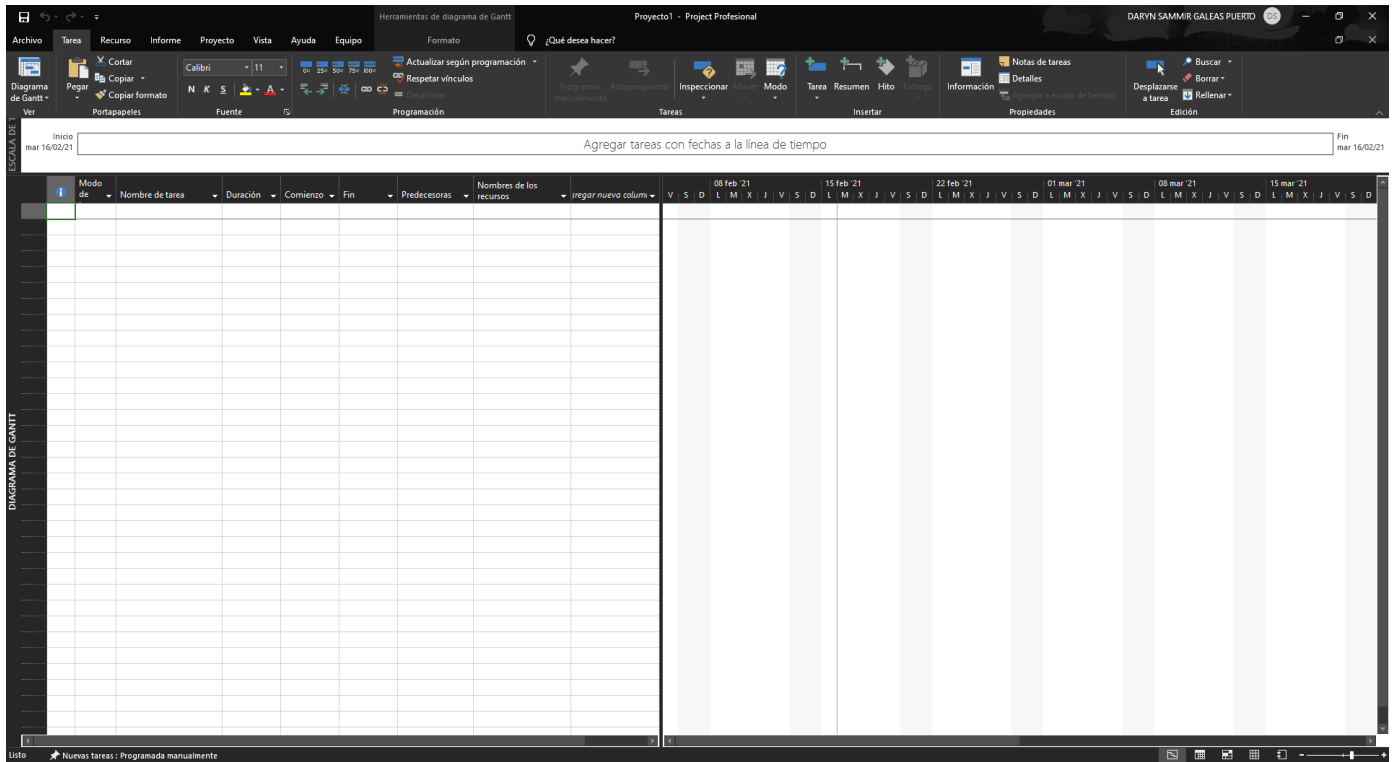 Herramientas de diagrama de Gantt
Proyecto1 - Project Profesional
DARYN SAMMIR GALEAS PUERTO DS
Archivo Tarea Recurso Informe Proyecto Vista Ayuda Equipo Formato ¿Qué desea hacer?
Diagrama de Gantt
Ver
Pegar
Cortar
Copiar
Copiar formato
Portapapeles
Calibri 11
N K S A
Fuente
0× 25× 50× 75× 100×
Actualizar según programación
Respetar vínculos
Desactivar
Programación
Programar manualmente
Autoprogramar
Inspeccionar
Mover
Modo
Tareas
Tarea
Resumen
Hito
Entrega
Insertar
Información
Notas de tareas
Detalles
Agregar a escala de tiempo
Propiedades
Desplazarse a tarea
Buscar
Borrar
Rellenar
Edición
ESCALA DE T
Inicio
mar 16/02/21
Agregar tareas con fechas a la línea de tiempo
Fin
mar 16/02/21
Modo de
Nombre de tarea
Duración
Comienzo
Fin
Predecesoras
Nombres de los recursos
regar nueva colum
08 feb '21 15 feb '21 22 feb '21 01 mar '21 08 mar '21 15 mar '21
V S D L M X J V S D L M X J V S D L M X J V S D L M X J V S D L M X J V S D L M X J V S D
DIAGRAMA DE GANTT
Listo
Nuevas tareas : Programada manualmente